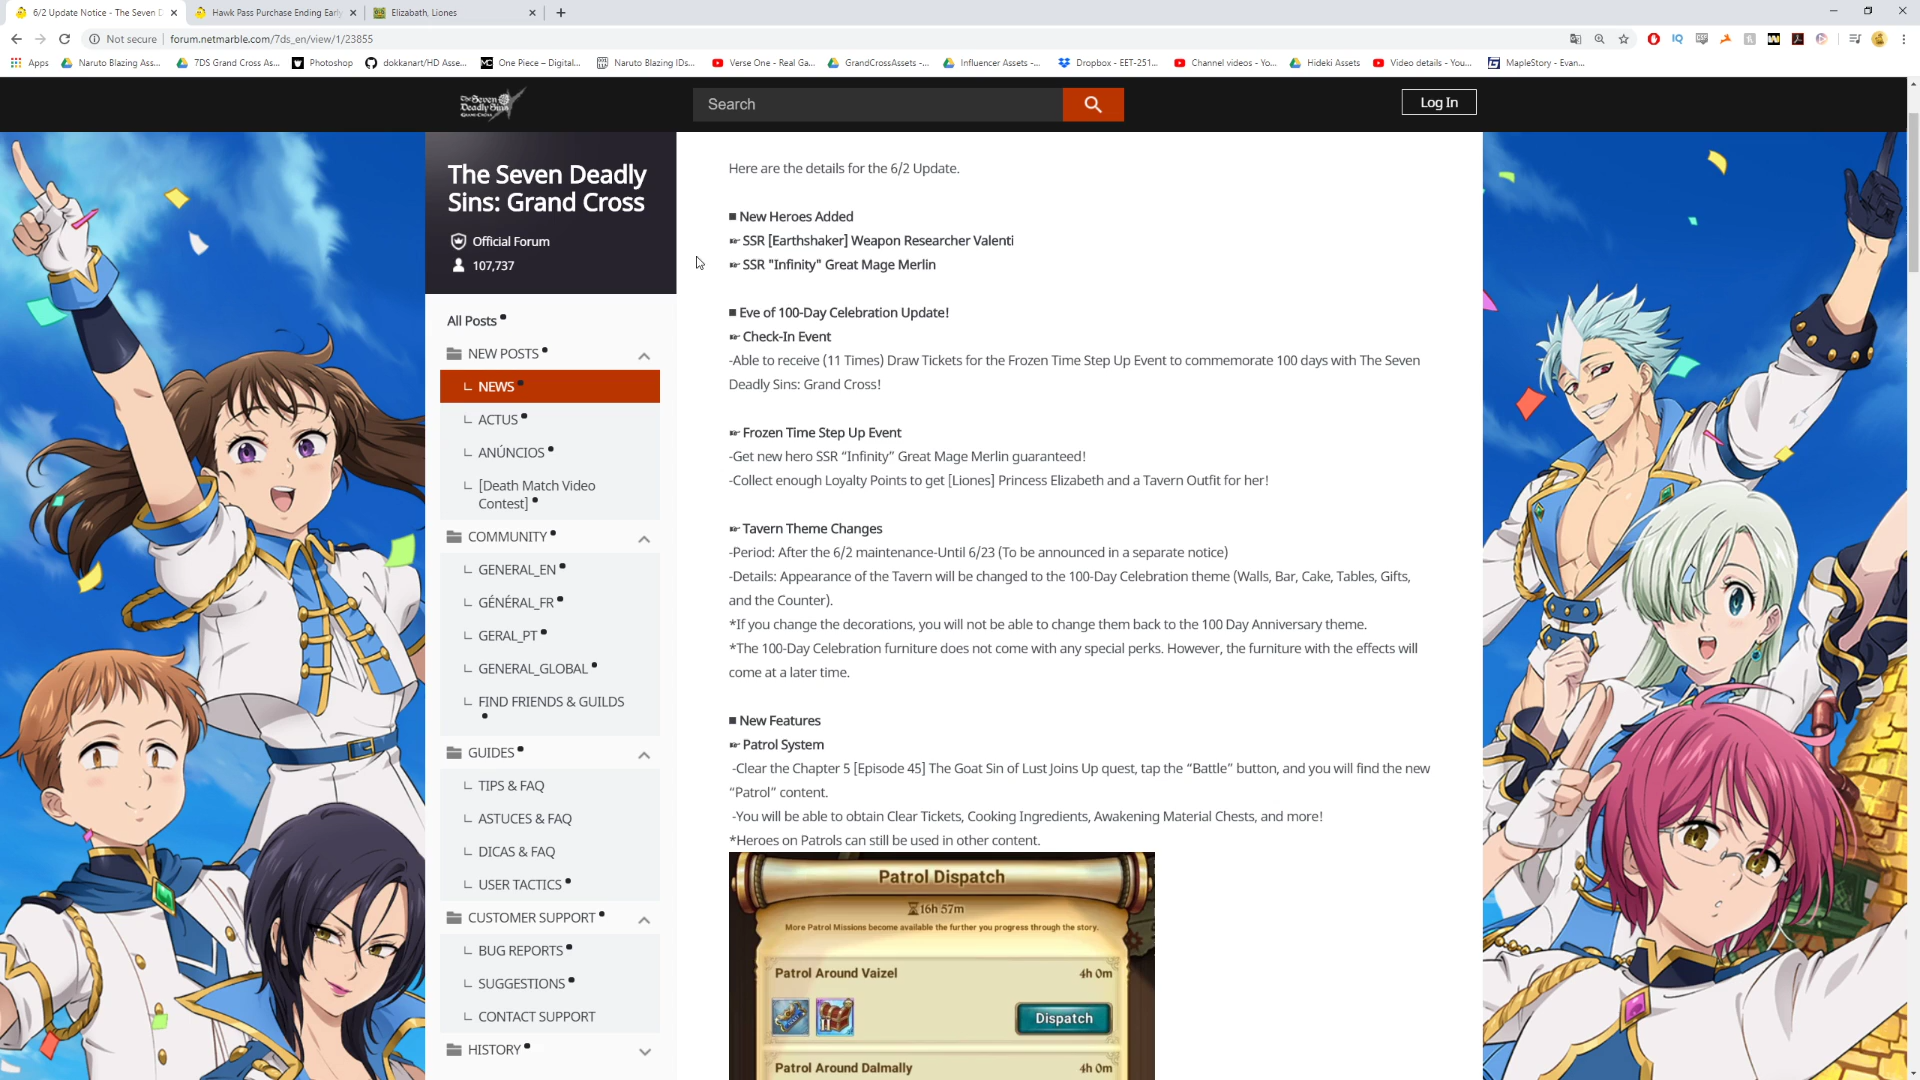 6/2 Update Notice - The Seven D
Hawk Pass Purchase Ending Early
Elizabath, Liones
Not secure
forum.netmarble.com/7ds_en/view/1/23855
Apps
Naruto Blazing Ass...
7DS Grand Cross As...
Photoshop
dokkanart/HD Asse...
One Piece – Digital...
Naruto Blazing IDs...
Verse One - Real Ga...
GrandCrossAssets -...
Influencer Assets -...
Dropbox - EET-251...
Channel videos - Yo...
Hideki Assets
Video details - You...
MapleStory - Evan...
The Seven
Deadly Sins
GRAND CROSS
Search
Log In
The Seven Deadly
Sins: Grand Cross
Official Forum
107,737
All Posts
NEW POSTS
NEWS
ACTUS
ANÚNCIOS
[Death Match Video
Contest]
COMMUNITY
GENERAL_EN
GÉNÉRAL_FR
GERAL_PT
GENERAL_GLOBAL
FIND FRIENDS & GUILDS
GUIDES
TIPS & FAQ
ASTUCES & FAQ
DICAS & FAQ
USER TACTICS
CUSTOMER SUPPORT
BUG REPORTS
SUGGESTIONS
CONTACT SUPPORT
HISTORY
Here are the details for the 6/2 Update.
■ New Heroes Added
☞ SSR [Earthshaker] Weapon Researcher Valenti
☞ SSR "Infinity" Great Mage Merlin
■ Eve of 100-Day Celebration Update!
☞ Check-In Event
-Able to receive (11 Times) Draw Tickets for the Frozen Time Step Up Event to commemorate 100 days with The Seven
Deadly Sins: Grand Cross!
☞ Frozen Time Step Up Event
-Get new hero SSR “Infinity” Great Mage Merlin guaranteed!
-Collect enough Loyalty Points to get [Liones] Princess Elizabeth and a Tavern Outfit for her!
☞ Tavern Theme Changes
-Period: After the 6/2 maintenance-Until 6/23 (To be announced in a separate notice)
-Details: Appearance of the Tavern will be changed to the 100-Day Celebration theme (Walls, Bar, Cake, Tables, Gifts,
and the Counter).
*If you change the decorations, you will not be able to change them back to the 100 Day Anniversary theme.
*The 100-Day Celebration furniture does not come with any special perks. However, the furniture with the effects will
come at a later time.
■ New Features
☞ Patrol System
-Clear the Chapter 5 [Episode 45] The Goat Sin of Lust Joins Up quest, tap the “Battle” button, and you will find the new
“Patrol” content.
-You will be able to obtain Clear Tickets, Cooking Ingredients, Awakening Material Chests, and more!
*Heroes on Patrols can still be used in other content.
Patrol Dispatch
16h 57m
More Patrol Missions become available the further you progress through the story.
Patrol Around Vaizel
4h 0m
II
Dispatch
Patrol Around Dalmally
4h 0m